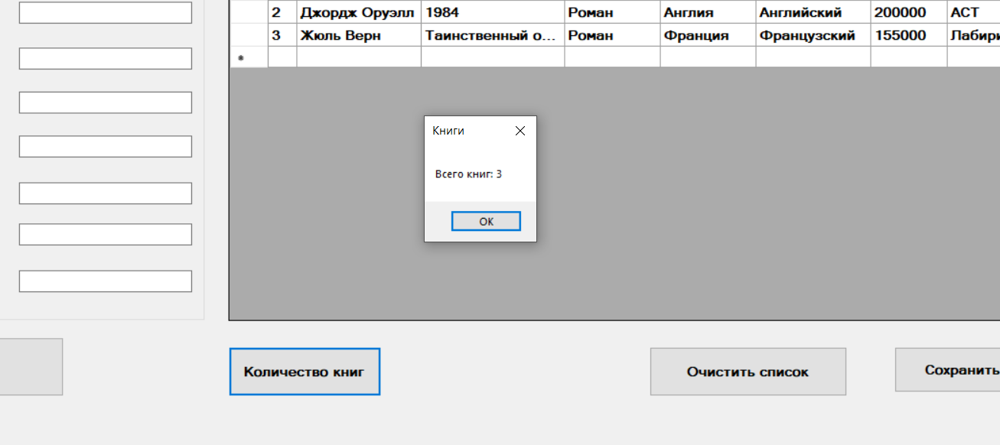 2 Джордж Оруэлл 1984 Роман Англия Английский 200000 АСТ
3 Жюль Верн Таинственный о... Роман Франция Французский 155000 Лабири
*
Книги
Всего книг: 3
ОК
Количество книг
Очистить список
Сохранить